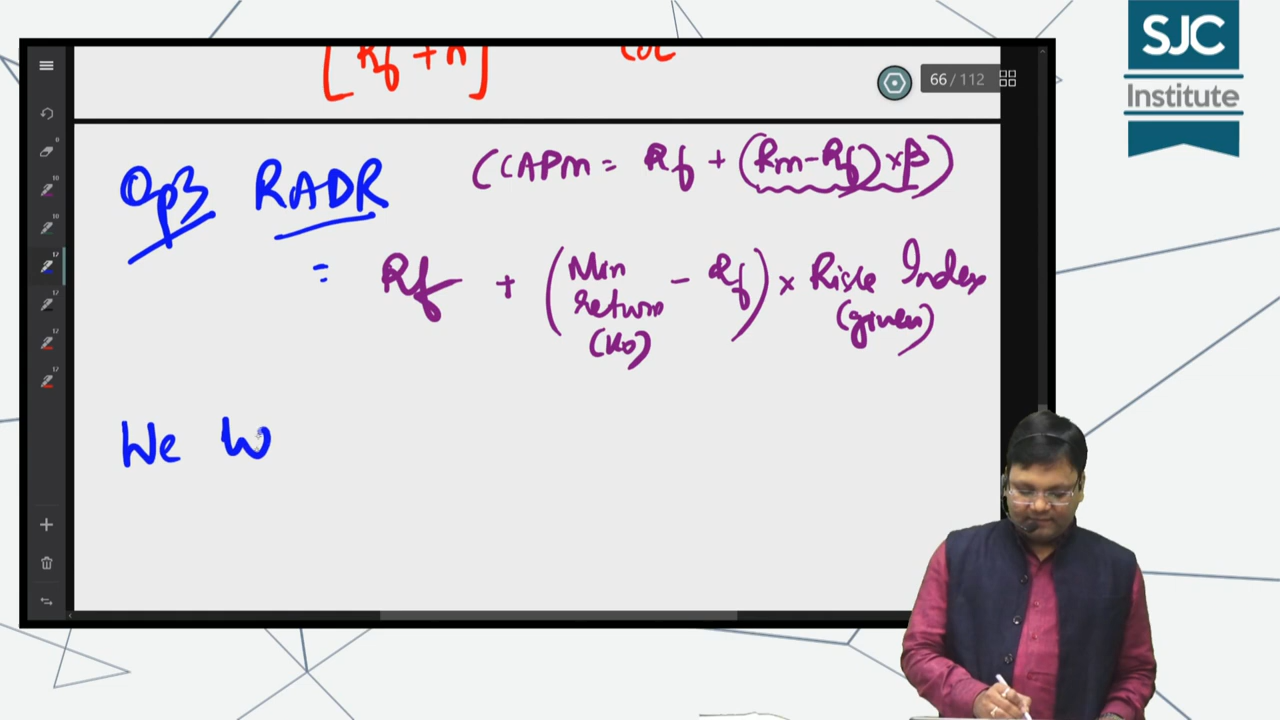 SJC
Institute
[Rf + r]
66 / 112
Op3 RADR
(CAPM = Rf + (Rm - Rf) × β)
= Rf + (Min return (Ko) - Rf) × Risk Index (given)
We W